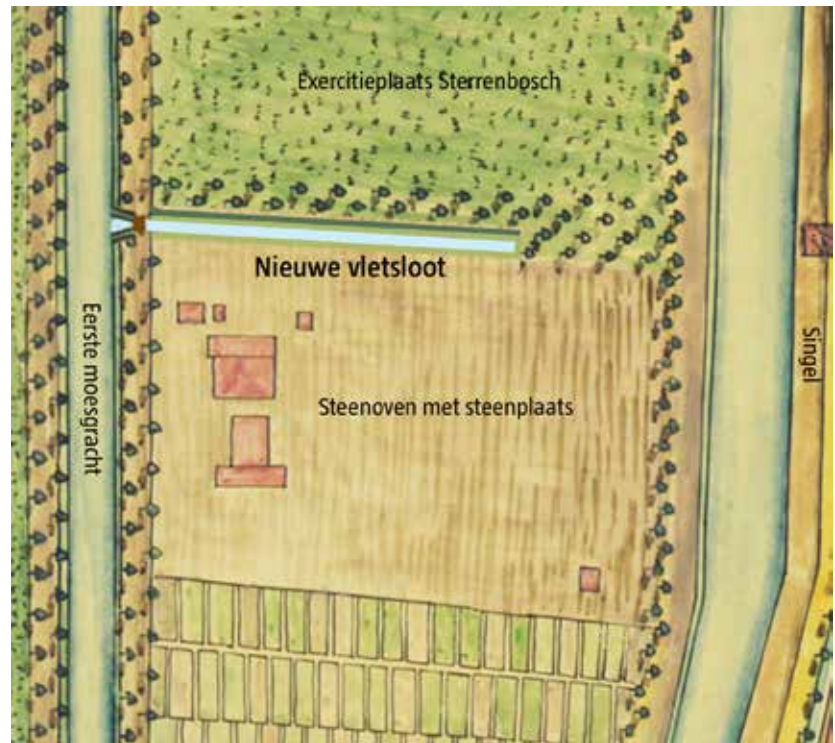 Exercitieplaats Sterrenbosch
Nieuwe vletsloot
Eerste moesgracht
Steenoven met steenplaats
Singel